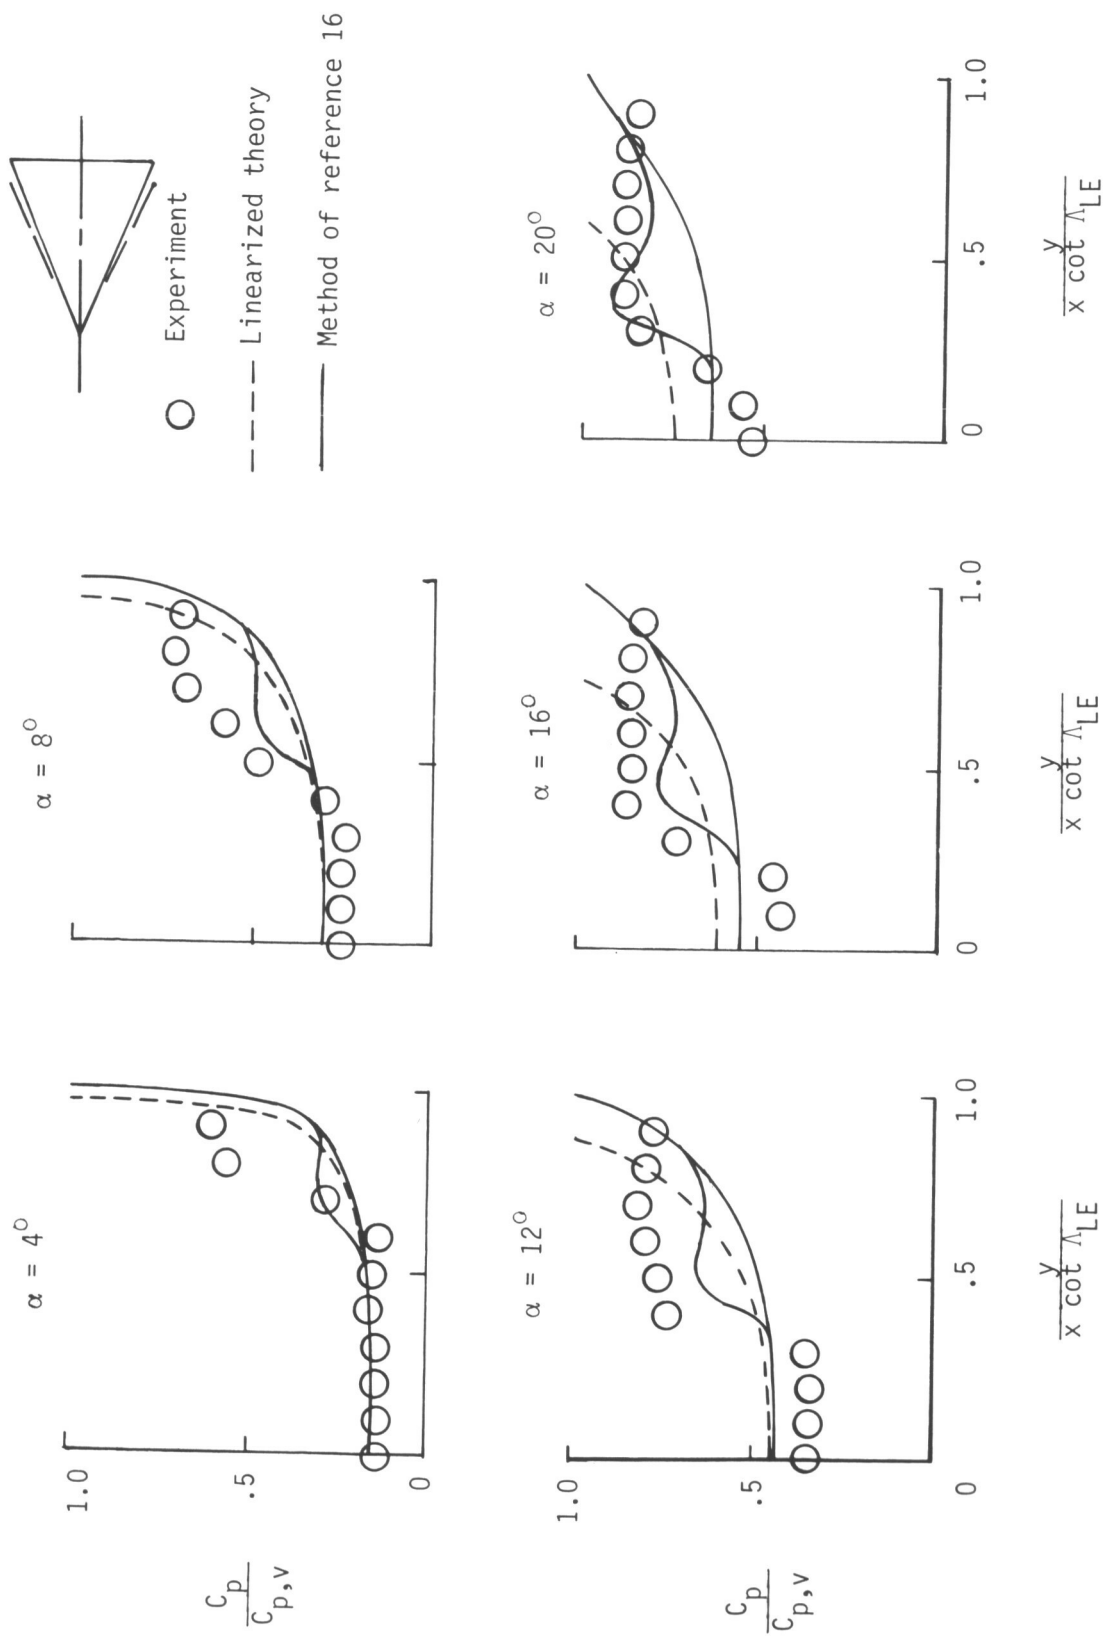 Experiment
Linearized theory
Method of reference 16
α = 4°
α = 8°
1.0
.5
0
C_p
C_p,v
α = 12°
α = 16°
α = 20°
1.0
.5
0
C_p
C_p,v
.5
1.0
0
.5
1.0
0
.5
1.0
y
x cot Λ_LE
y
x cot Λ_LE
y
x cot Λ_LE